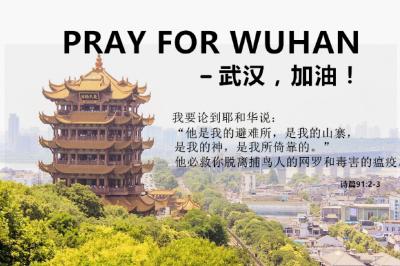 PRAY FOR WUHAN
– 武汉，加油！
我要论到耶和华说：
“他是我的避难所，是我的山寨，
是我的神，是我所倚靠的。”
他必救你脱离捕鸟人的网罗和毒害的瘟疫。
诗篇91:2-3